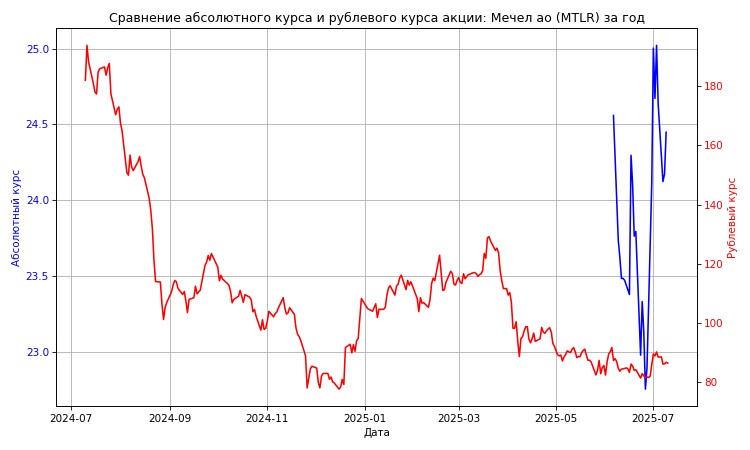 Сравнение абсолютного курса и рублевого курса акции: Мечел ао (MTLR) за год
25.0
24.5
24.0
23.5
23.0
Абсолютный курс
180
160
140
120
100
80
Рублевый курс
2024-07 2024-09 2024-11 2025-01 2025-03 2025-05 2025-07
Дата